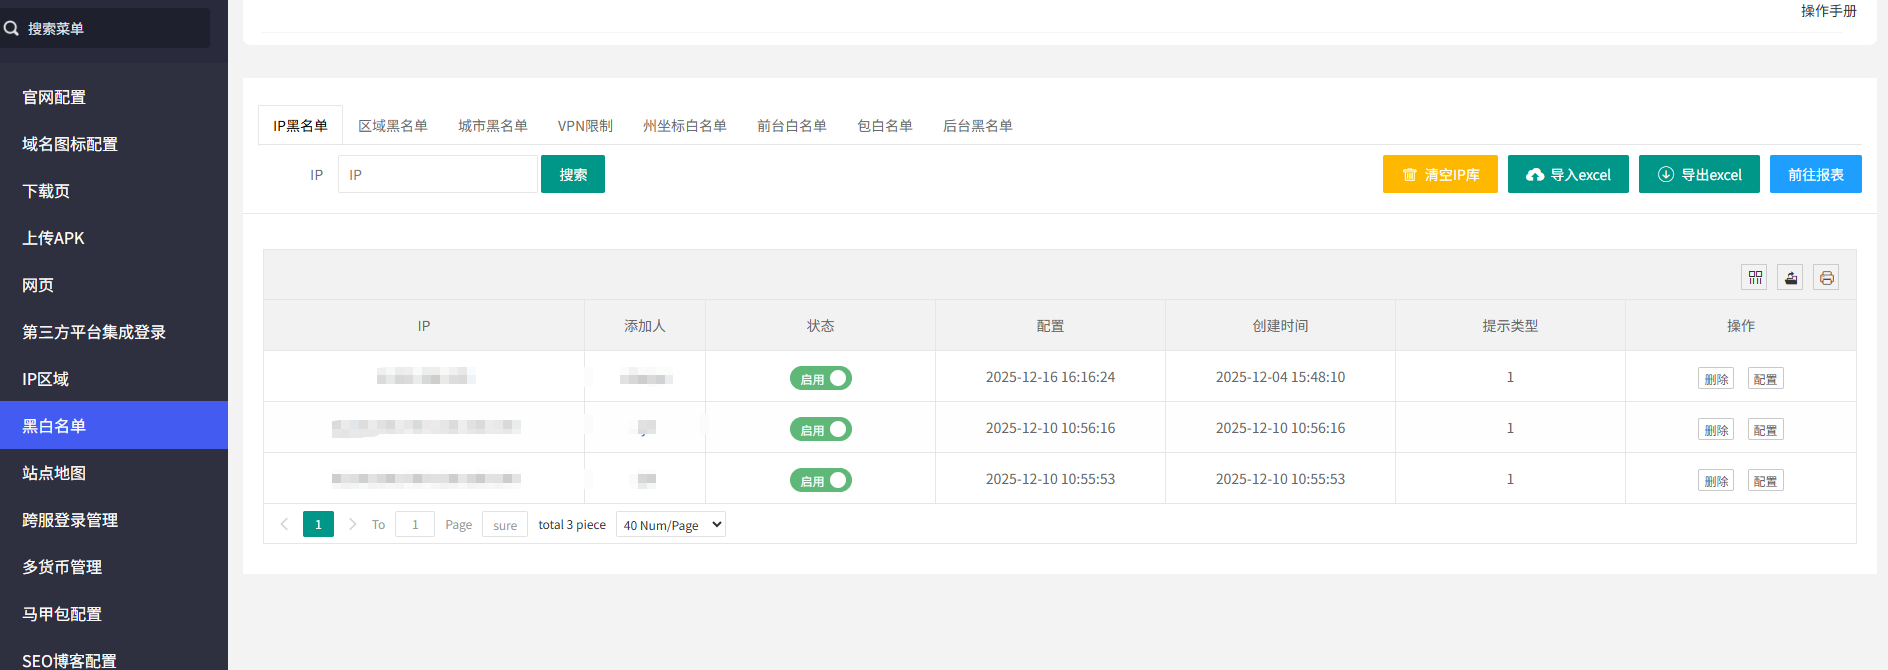 搜索菜单
官网配置
域名图标配置
下载页
上传APK
网页
第三方平台集成登录
IP区域
黑白名单
站点地图
跨服登录管理
多货币管理
马甲包配置
SEO博客配置
操作手册
IP黑名单 区域黑名单 城市黑名单 VPN限制 州坐标白名单 前台白名单 包白名单 后台黑名单
IP IP 搜索 清空IP库 导入excel 导出excel 前往报表
IP 添加人 状态 配置 创建时间 提示类型 操作
启用 2025-12-16 16:16:24 2025-12-04 15:48:10 1 删除 配置
启用 2025-12-10 10:56:16 2025-12-10 10:56:16 1 删除 配置
启用 2025-12-10 10:55:53 2025-12-10 10:55:53 1 删除 配置
1 To 1 Page sure total 3 piece 40 Num/Page